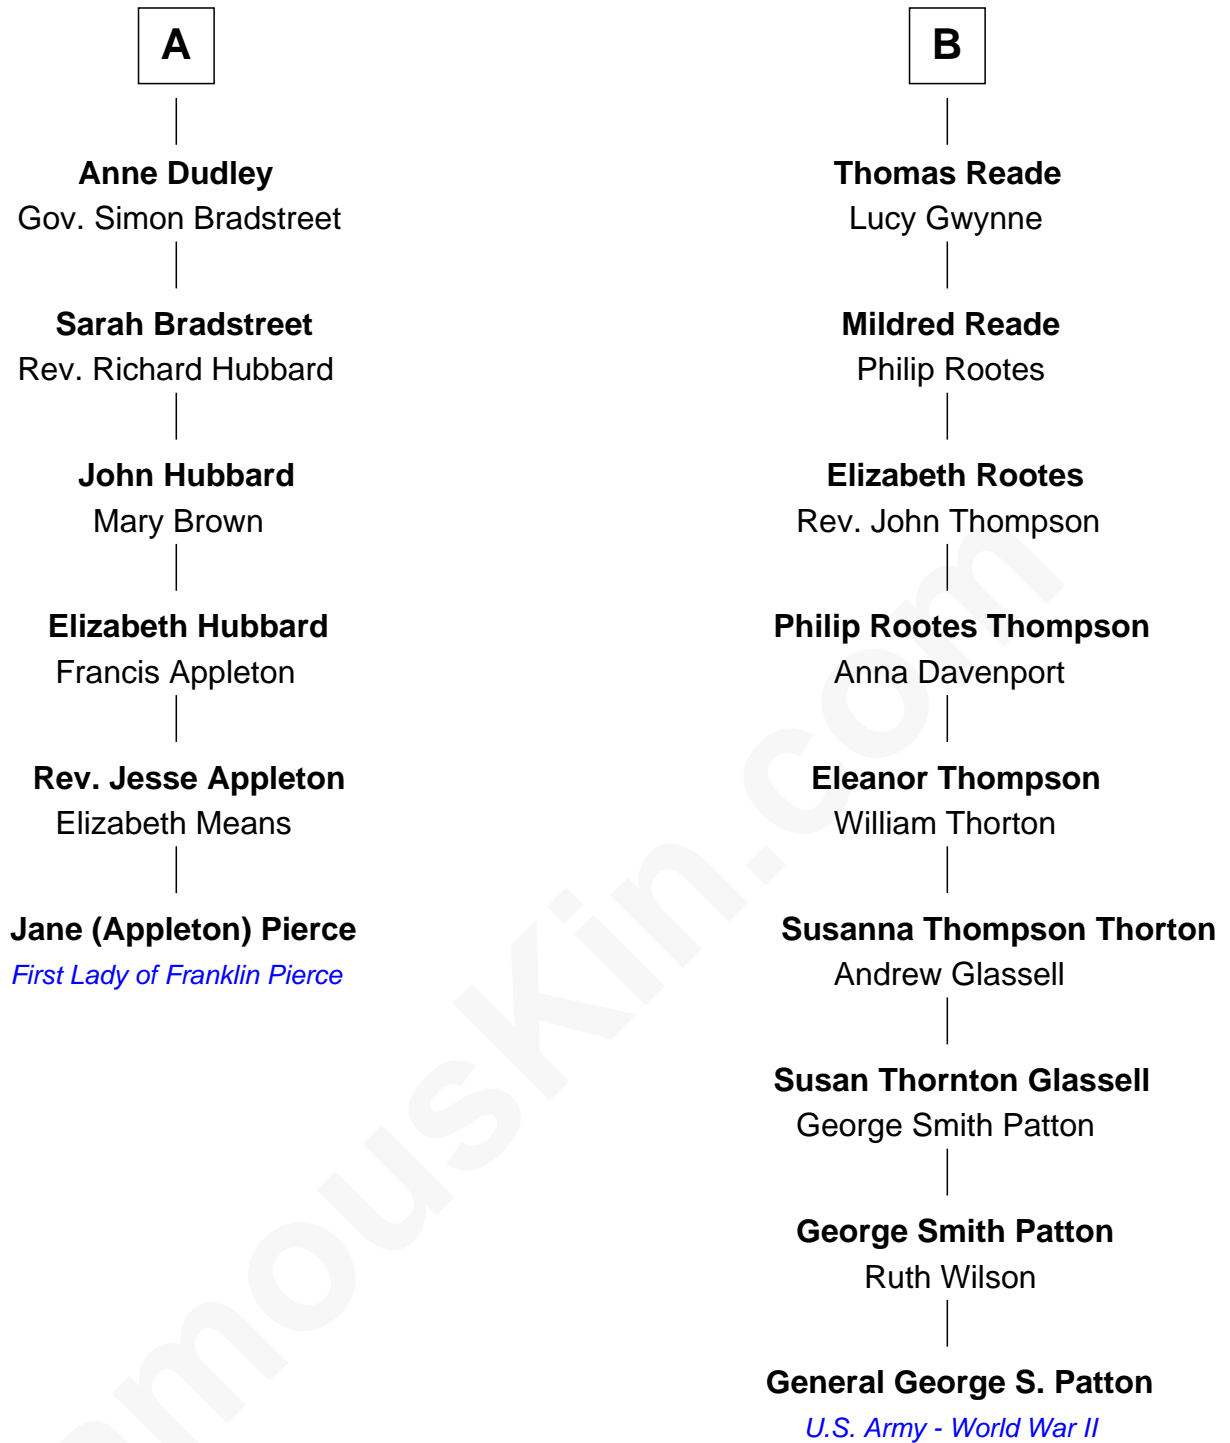 A
Anne Dudley
Gov. Simon Bradstreet
Sarah Bradstreet
Rev. Richard Hubbard
John Hubbard
Mary Brown
Elizabeth Hubbard
Francis Appleton
Rev. Jesse Appleton
Elizabeth Means
Jane (Appleton) Pierce
First Lady of Franklin Pierce
B
Thomas Reade
Lucy Gwynne
Mildred Reade
Philip Rootes
Elizabeth Rootes
Rev. John Thompson
Philip Rootes Thompson
Anna Davenport
Eleanor Thompson
William Thorton
Susanna Thompson Thorton
Andrew Glassell
Susan Thornton Glassell
George Smith Patton
George Smith Patton
Ruth Wilson
General George S. Patton
U.S. Army - World War II
amouskin.com